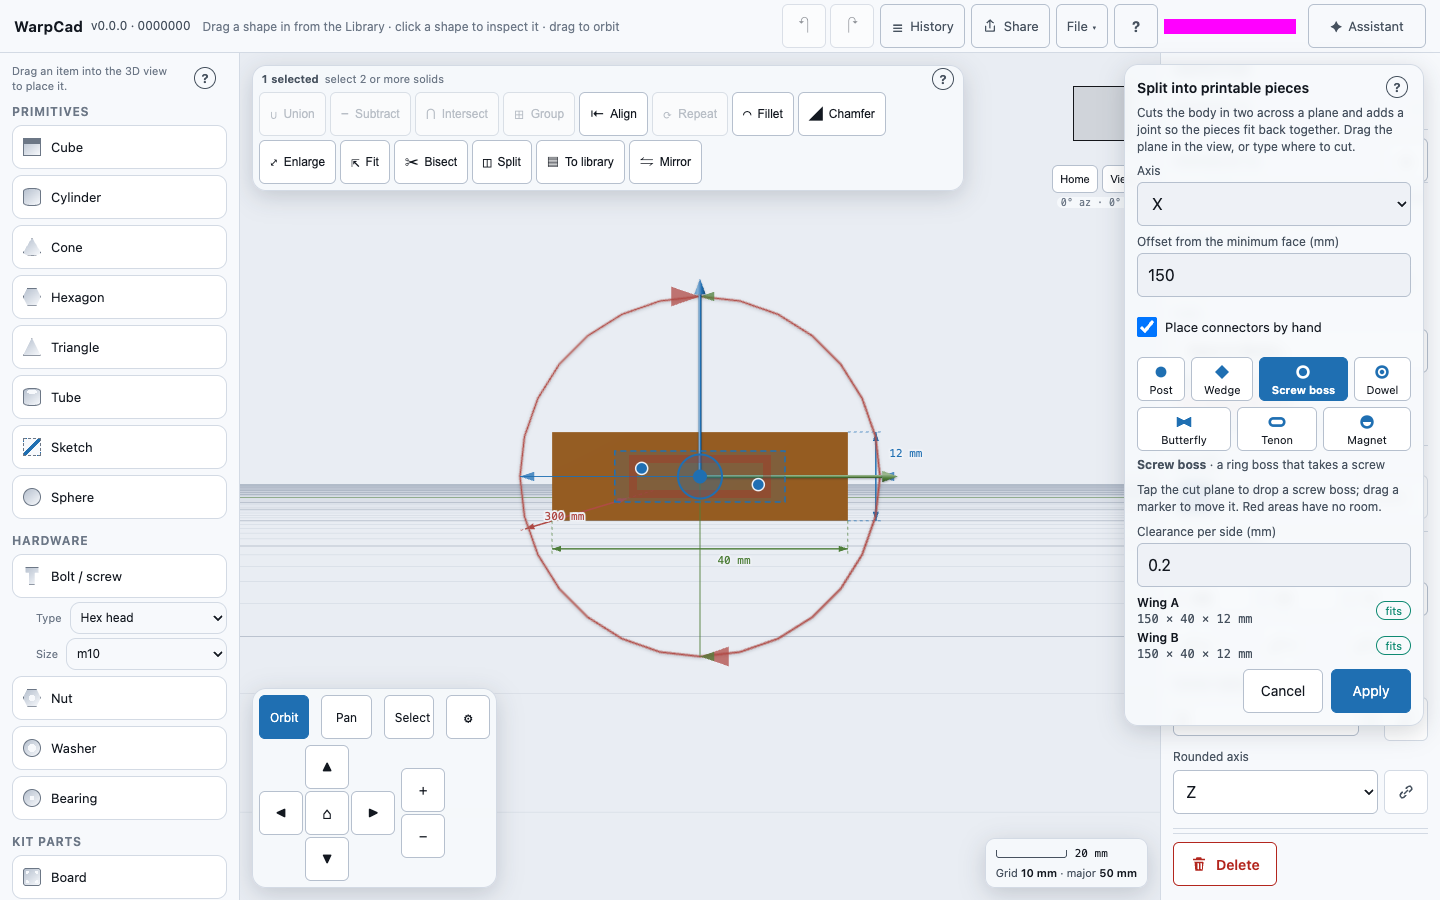 WarpCad v0.0.0 · 0000000 Drag a shape in from the Library · click a shape to inspect it · drag to orbit
History
Share
File
?
Assistant
Drag an item into the 3D view
to place it.
?
PRIMITIVES
Cube
Cylinder
Cone
Hexagon
Triangle
Tube
Sketch
Sphere
HARDWARE
Bolt / screw
Type Hex head
Size m10
Nut
Washer
Bearing
KIT PARTS
Board
1 selected select 2 or more solids
?
Union
Subtract
Intersect
Group
Align
Repeat
Fillet
Chamfer
Enlarge
Fit
Bisect
Split
To library
Mirror
Home
0° az · 0°
12 mm
300 mm
40 mm
Orbit
Pan
Select
+
−
20 mm
Grid 10 mm · major 50 mm
Split into printable pieces
?
Cuts the body in two across a plane and adds a
joint so the pieces fit back together. Drag the
plane in the view, or type where to cut.
Axis
X
Offset from the minimum face (mm)
150
Place connectors by hand
Post
Wedge
Screw boss
Dowel
Butterfly
Tenon
Magnet
Screw boss · a ring boss that takes a screw
Tap the cut plane to drop a screw boss; drag a
marker to move it. Red areas have no room.
Clearance per side (mm)
0.2
Wing A
150 × 40 × 12 mm
fits
Wing B
150 × 40 × 12 mm
fits
Cancel
Apply
Rounded axis
Z
Delete